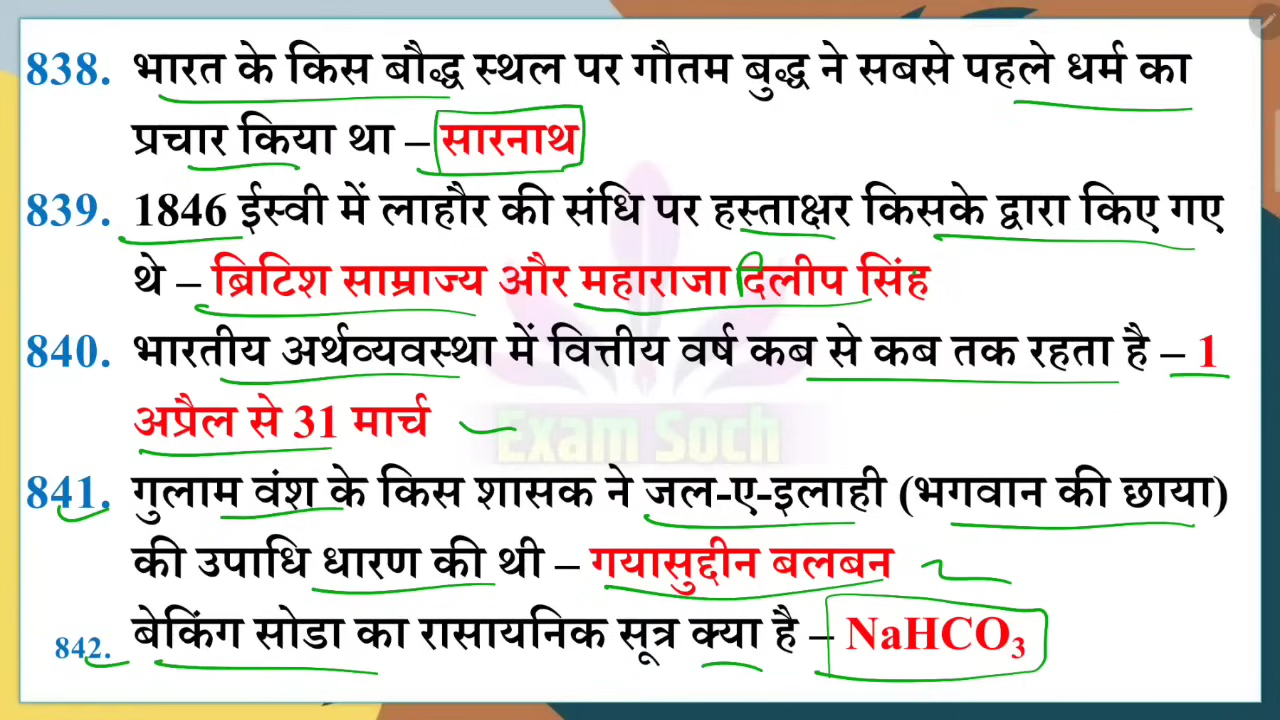 838. भारत के किस बौद्ध स्थल पर गौतम बुद्ध ने सबसे पहले धर्म का
प्रचार किया था – सारनाथ
839. 1846 ईस्वी में लाहौर की संधि पर हस्ताक्षर किसके द्वारा किए गए
थे – ब्रिटिश साम्राज्य और महाराजा दिलीप सिंह
840. भारतीय अर्थव्यवस्था में वित्तीय वर्ष कब से कब तक रहता है – 1
अप्रैल से 31 मार्च
Exam Soch
841. गुलाम वंश के किस शासक ने जल-ए-इलाही (भगवान की छाया)
की उपाधि धारण की थी – गयासुद्दीन बलबन
842. बेकिंग सोडा का रासायनिक सूत्र क्या है – NaHCO₃